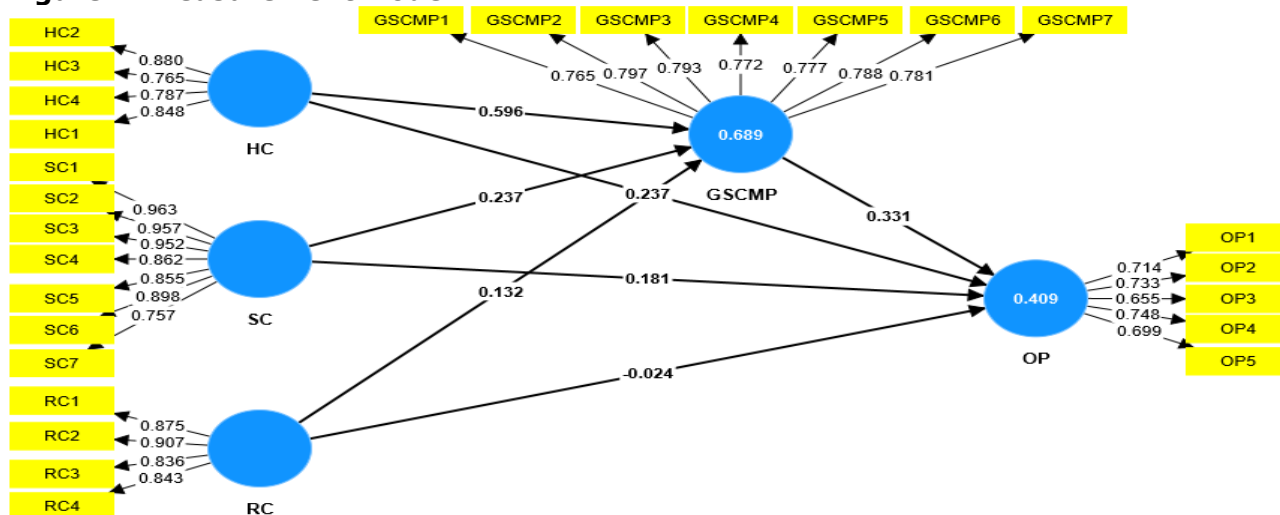 HC2
HC3
HC4
HC1
0.880
0.765
0.787
0.848
HC
SC1
SC2
SC3
SC4
SC5
SC6
SC7
0.963
0.957
0.952
0.862
0.855
0.898
0.757
SC
RC1
RC2
RC3
RC4
0.875
0.907
0.836
0.843
RC
GSCMP1 GSCMP2 GSCMP3 GSCMP4 GSCMP5 GSCMP6 GSCMP7
0.765 0.797 0.793 0.772 0.777 0.788 0.781
0.689
GSCMP
0.596
0.237
0.237
0.132
0.181
-0.024
0.331
0.409
OP
0.714
0.733
0.655
0.748
0.699
OP1
OP2
OP3
OP4
OP5